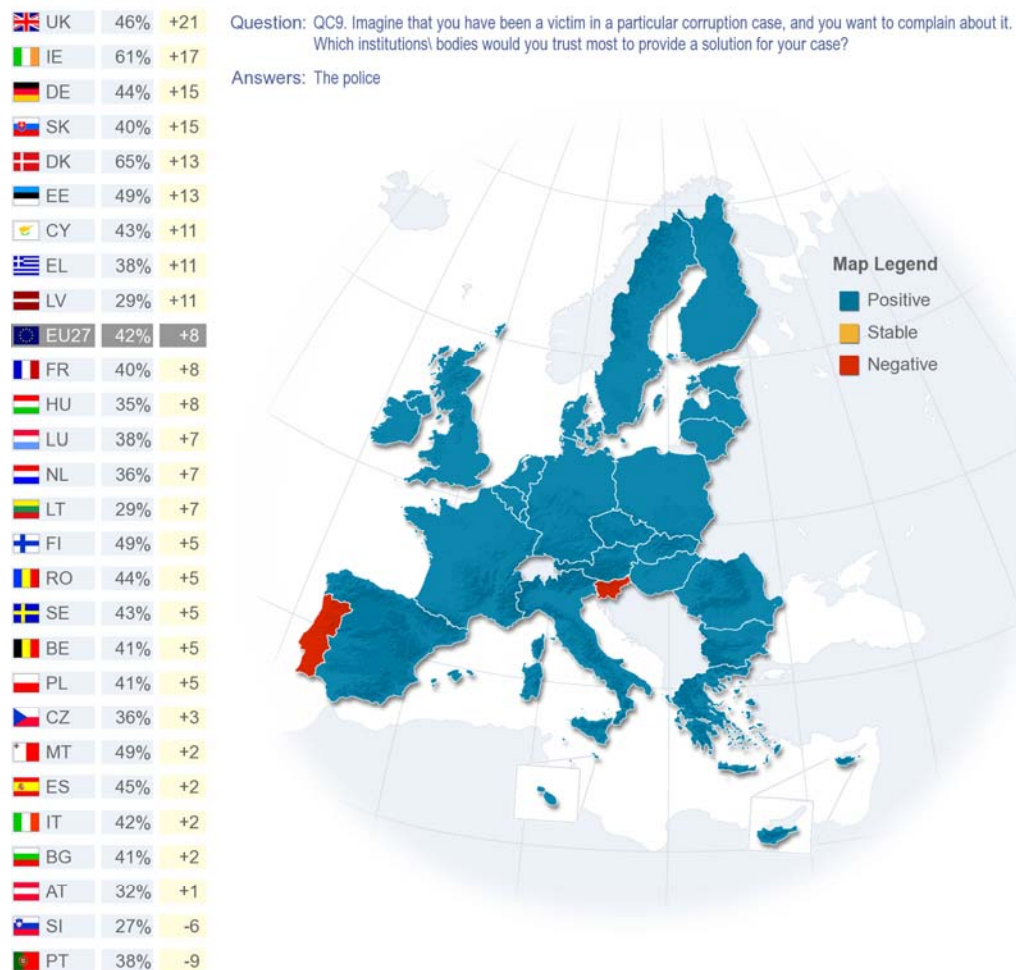 UK 46% +21
IE 61% +17
DE 44% +15
SK 40% +15
DK 65% +13
EE 49% +13
CY 43% +11
EL 38% +11
LV 29% +11
EU27 42% +8
FR 40% +8
HU 35% +8
LU 38% +7
NL 36% +7
LT 29% +7
FI 49% +5
RO 44% +5
SE 43% +5
BE 41% +5
PL 41% +5
CZ 36% +3
MT 49% +2
ES 45% +2
IT 42% +2
BG 41% +2
AT 32% +1
SI 27% -6
PT 38% -9
Question: QC9. Imagine that you have been a victim in a particular corruption case, and you want to complain about it.
Which institutions\ bodies would you trust most to provide a solution for your case?
Answers: The police
Map Legend
Positive
Stable
Negative